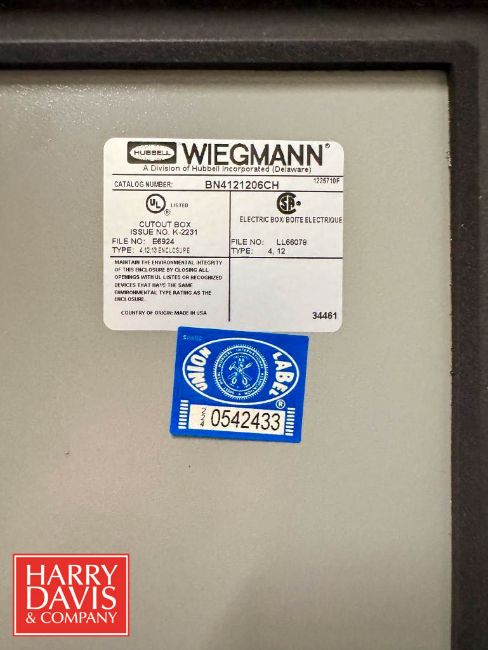 HUBBELL WIEGMANN®
A Division of Hubbell Incorporated (Delaware)
CATALOG NUMBER: BN4121206CH 1225710F
UL LISTED
®
CUTOUT BOX
ISSUE NO. K-2231
FILE NO: E6924
TYPE: 4,12,13 ENCLOSURE
SA ®
ELECTRIC BOX/BOITE ELECTRIQUE
FILE NO: LL66078
TYPE: 4, 12
MAINTAIN THE ENVIRONMENTAL INTEGRITY
OF THIS ENCLOSURE BY CLOSING ALL
OPENINGS WITH UL LISTED OR RECOGNIZED
DEVICES THAT HAVE THE SAME
ENVIRONMENTAL TYPE RATING AS THE
ENCLOSURE.
COUNTRY OF ORIGIN: MADE IN USA
34461
UNION LABEL ®
224 0542433
HARRY
DAVIS
& COMPANY